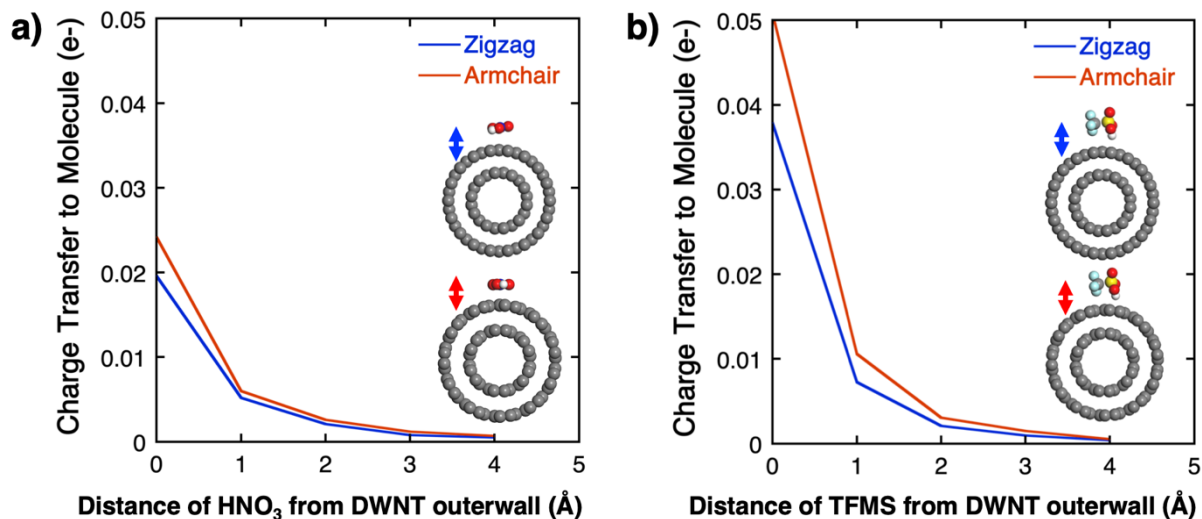 a)
Charge Transfer to Molecule (e-)
0.05
0.04
0.03
0.02
0.01
0
Zigzag
Armchair
0 1 2 3 4 5
Distance of HNO₃ from DWNT outerwall (Å)
b)
Charge Transfer to Molecule (e-)
0.05
0.04
0.03
0.02
0.01
0
Zigzag
Armchair
0 1 2 3 4 5
Distance of TFMS from DWNT outerwall (Å)